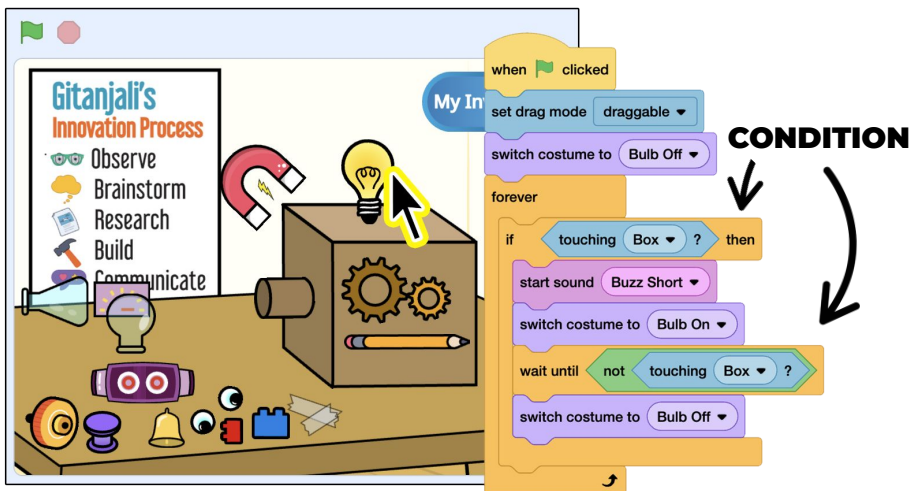 Gitanjali's
Innovation Process
Observe
Brainstorm
Research
Build
Communicate
My In
when clicked
set drag mode draggable
switch costume to Bulb Off
forever
if touching Box ? then
start sound Buzz Short
switch costume to Bulb On
wait until not touching Box ?
switch costume to Bulb Off
CONDITION